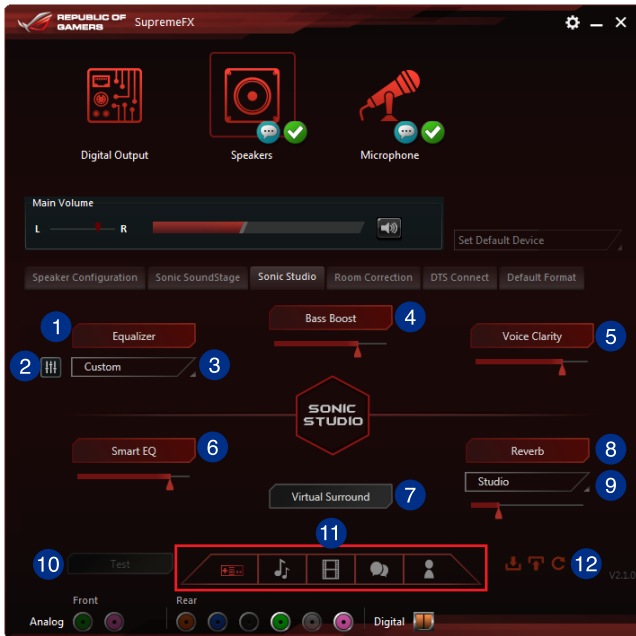 REPUBLIC OF
GAMERS
SupremeFX
Digital Output
Speakers
Microphone
Main Volume
L
R
Set Default Device
Speaker Configuration
Sonic SoundStage
Sonic Studio
Room Correction
DTS Connect
Default Format
1
Equalizer
Bass Boost
4
Voice Clarity
5
2
Custom
3
SONIC
STUDIO
Smart EQ
6
Reverb
8
Studio
9
Virtual Surround
7
11
10
Test
12
V2.1.0
Front
Rear
Analog
Digital